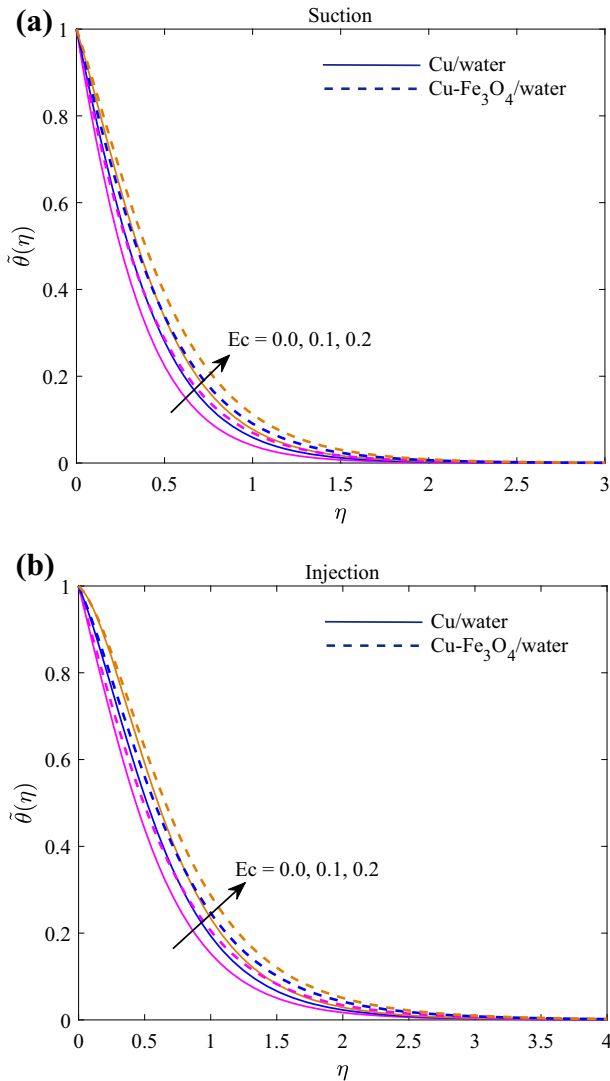 (a)
Suction
1
0.8
0.6
0.4
0.2
0
Cu/water
Cu-Fe₃O₄/water
Ec = 0.0, 0.1, 0.2
θ̃(η)
0 0.5 1 1.5 2 2.5 3
η
(b)
Injection
1
0.8
0.6
0.4
0.2
0
Cu/water
Cu-Fe₃O₄/water
Ec = 0.0, 0.1, 0.2
θ̃(η)
0 0.5 1 1.5 2 2.5 3 3.5 4
η